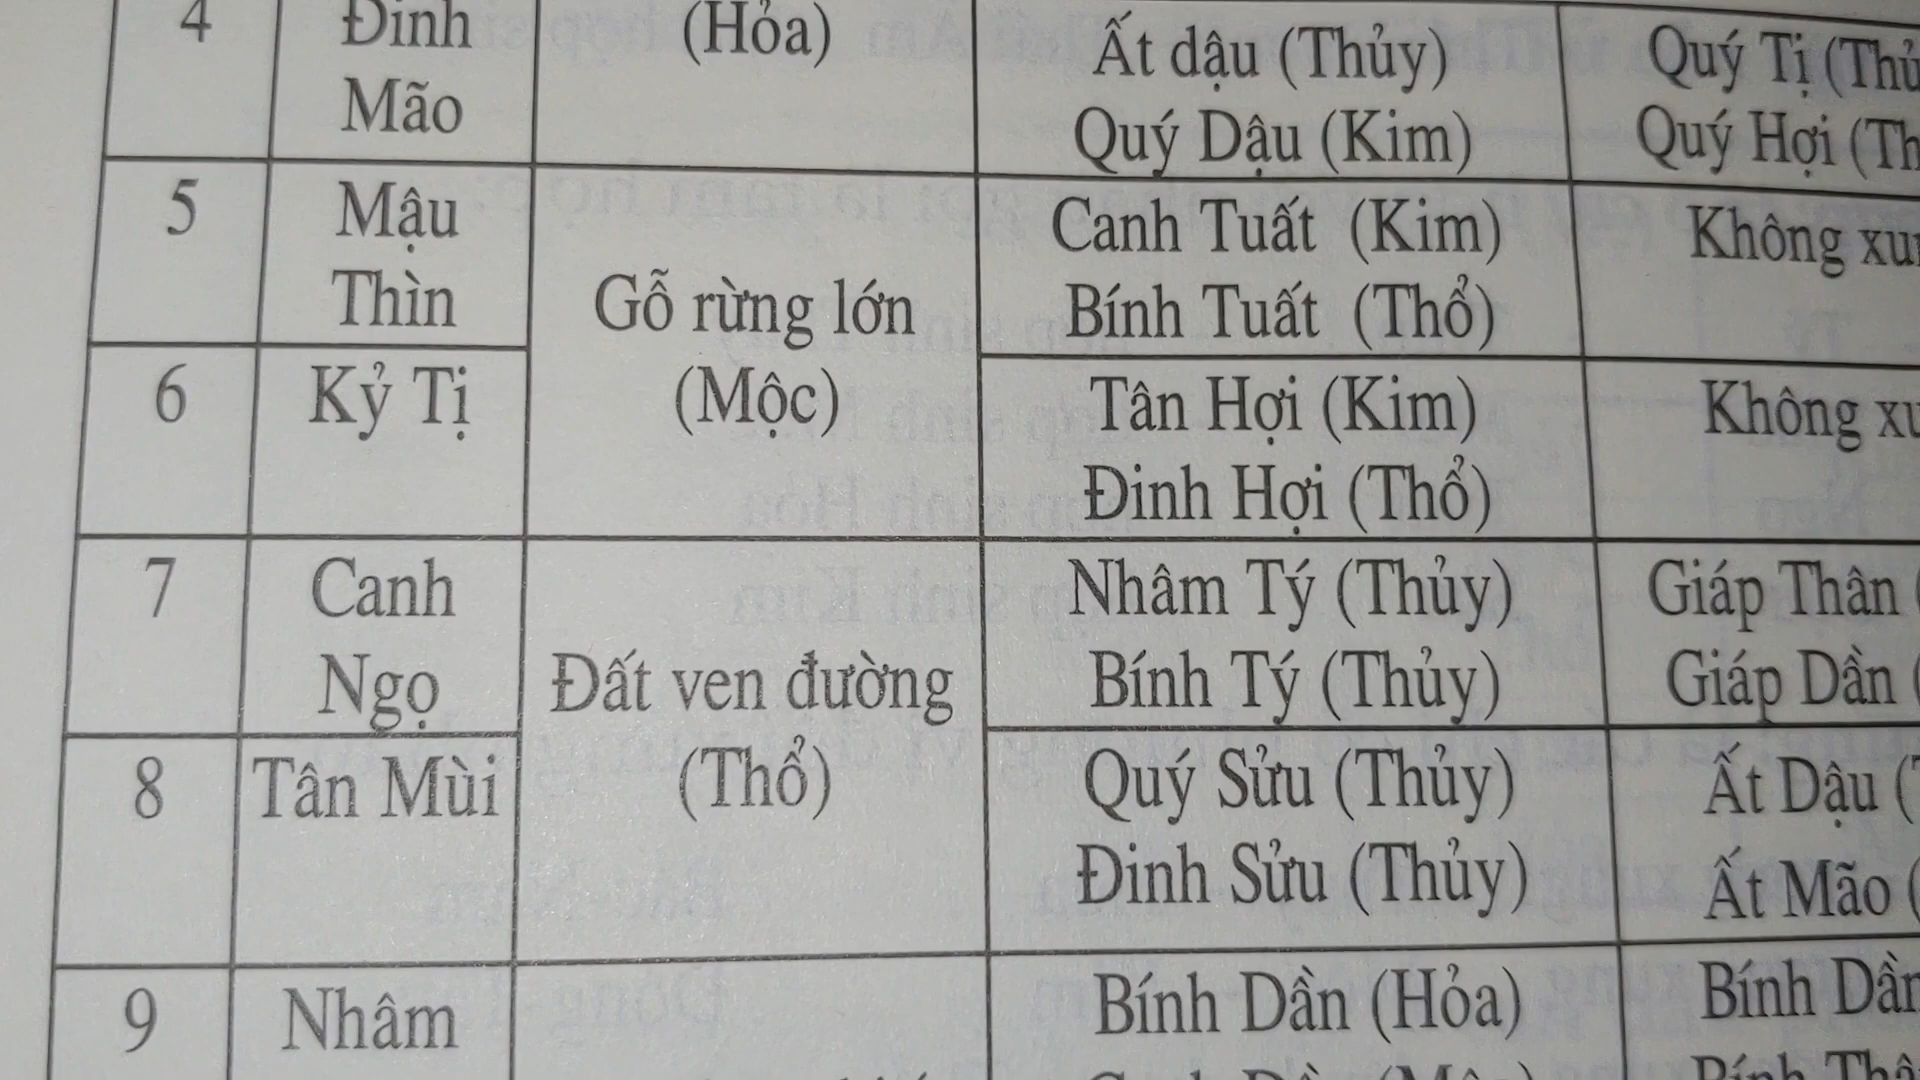 4 Đinh (Hỏa) Ất dậu (Thủy) Quý Tị
Mão Quý Dậu (Kim) Quý Hợi
5 Mậu Canh Tuất (Kim) Không
Thìn Gỗ rừng lớn Bính Tuất (Thổ)
6 Kỷ Tị (Mộc) Tân Hợi (Kim) Không
Đinh Hợi (Thổ)
7 Canh Nhâm Tý (Thủy) Giáp Thân (
Ngọ Đất ven đường Bính Tý (Thủy) Giáp Dần (
8 Tân Mùi (Thổ) Quý Sửu (Thủy) Ất Dậu (
Đinh Sửu (Thủy) Ất Mão (
9 Nhâm Bính Dần (Hỏa) Bính Dần